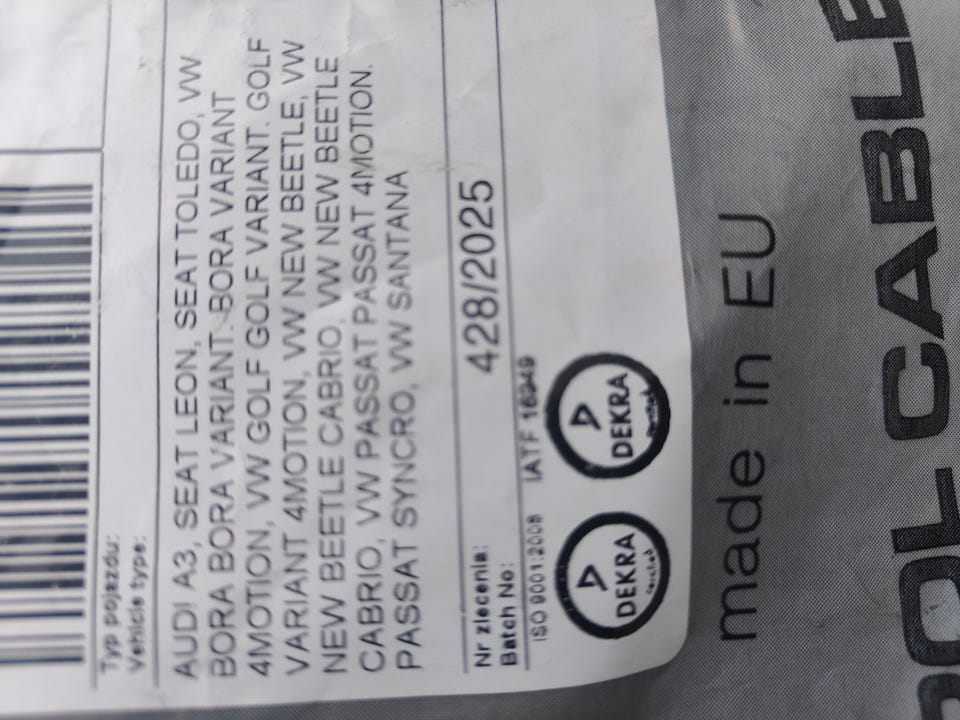 Typ pojazdu:
Vehicle type:
AUDI A3, SEAT LEON, SEAT TOLEDO, VW
BORA BORA VARIANT. BORA VARIANT
4MOTION, VW GOLF GOLF VARIANT. GOLF
VARIANT 4MOTION, VW NEW BEETLE, VW
NEW BEETLE CABRIO, VW NEW BEETLE
CABRIO, VW PASSAT PASSAT 4MOTION.
PASSAT SYNCRO, VW SANTANA
Nr zlecenia:
Batch No:
428/2025
ISO 9001:2008 IATF 16949
DEKRA
certified
DEKRA
certified
made in EU
OL CABLE